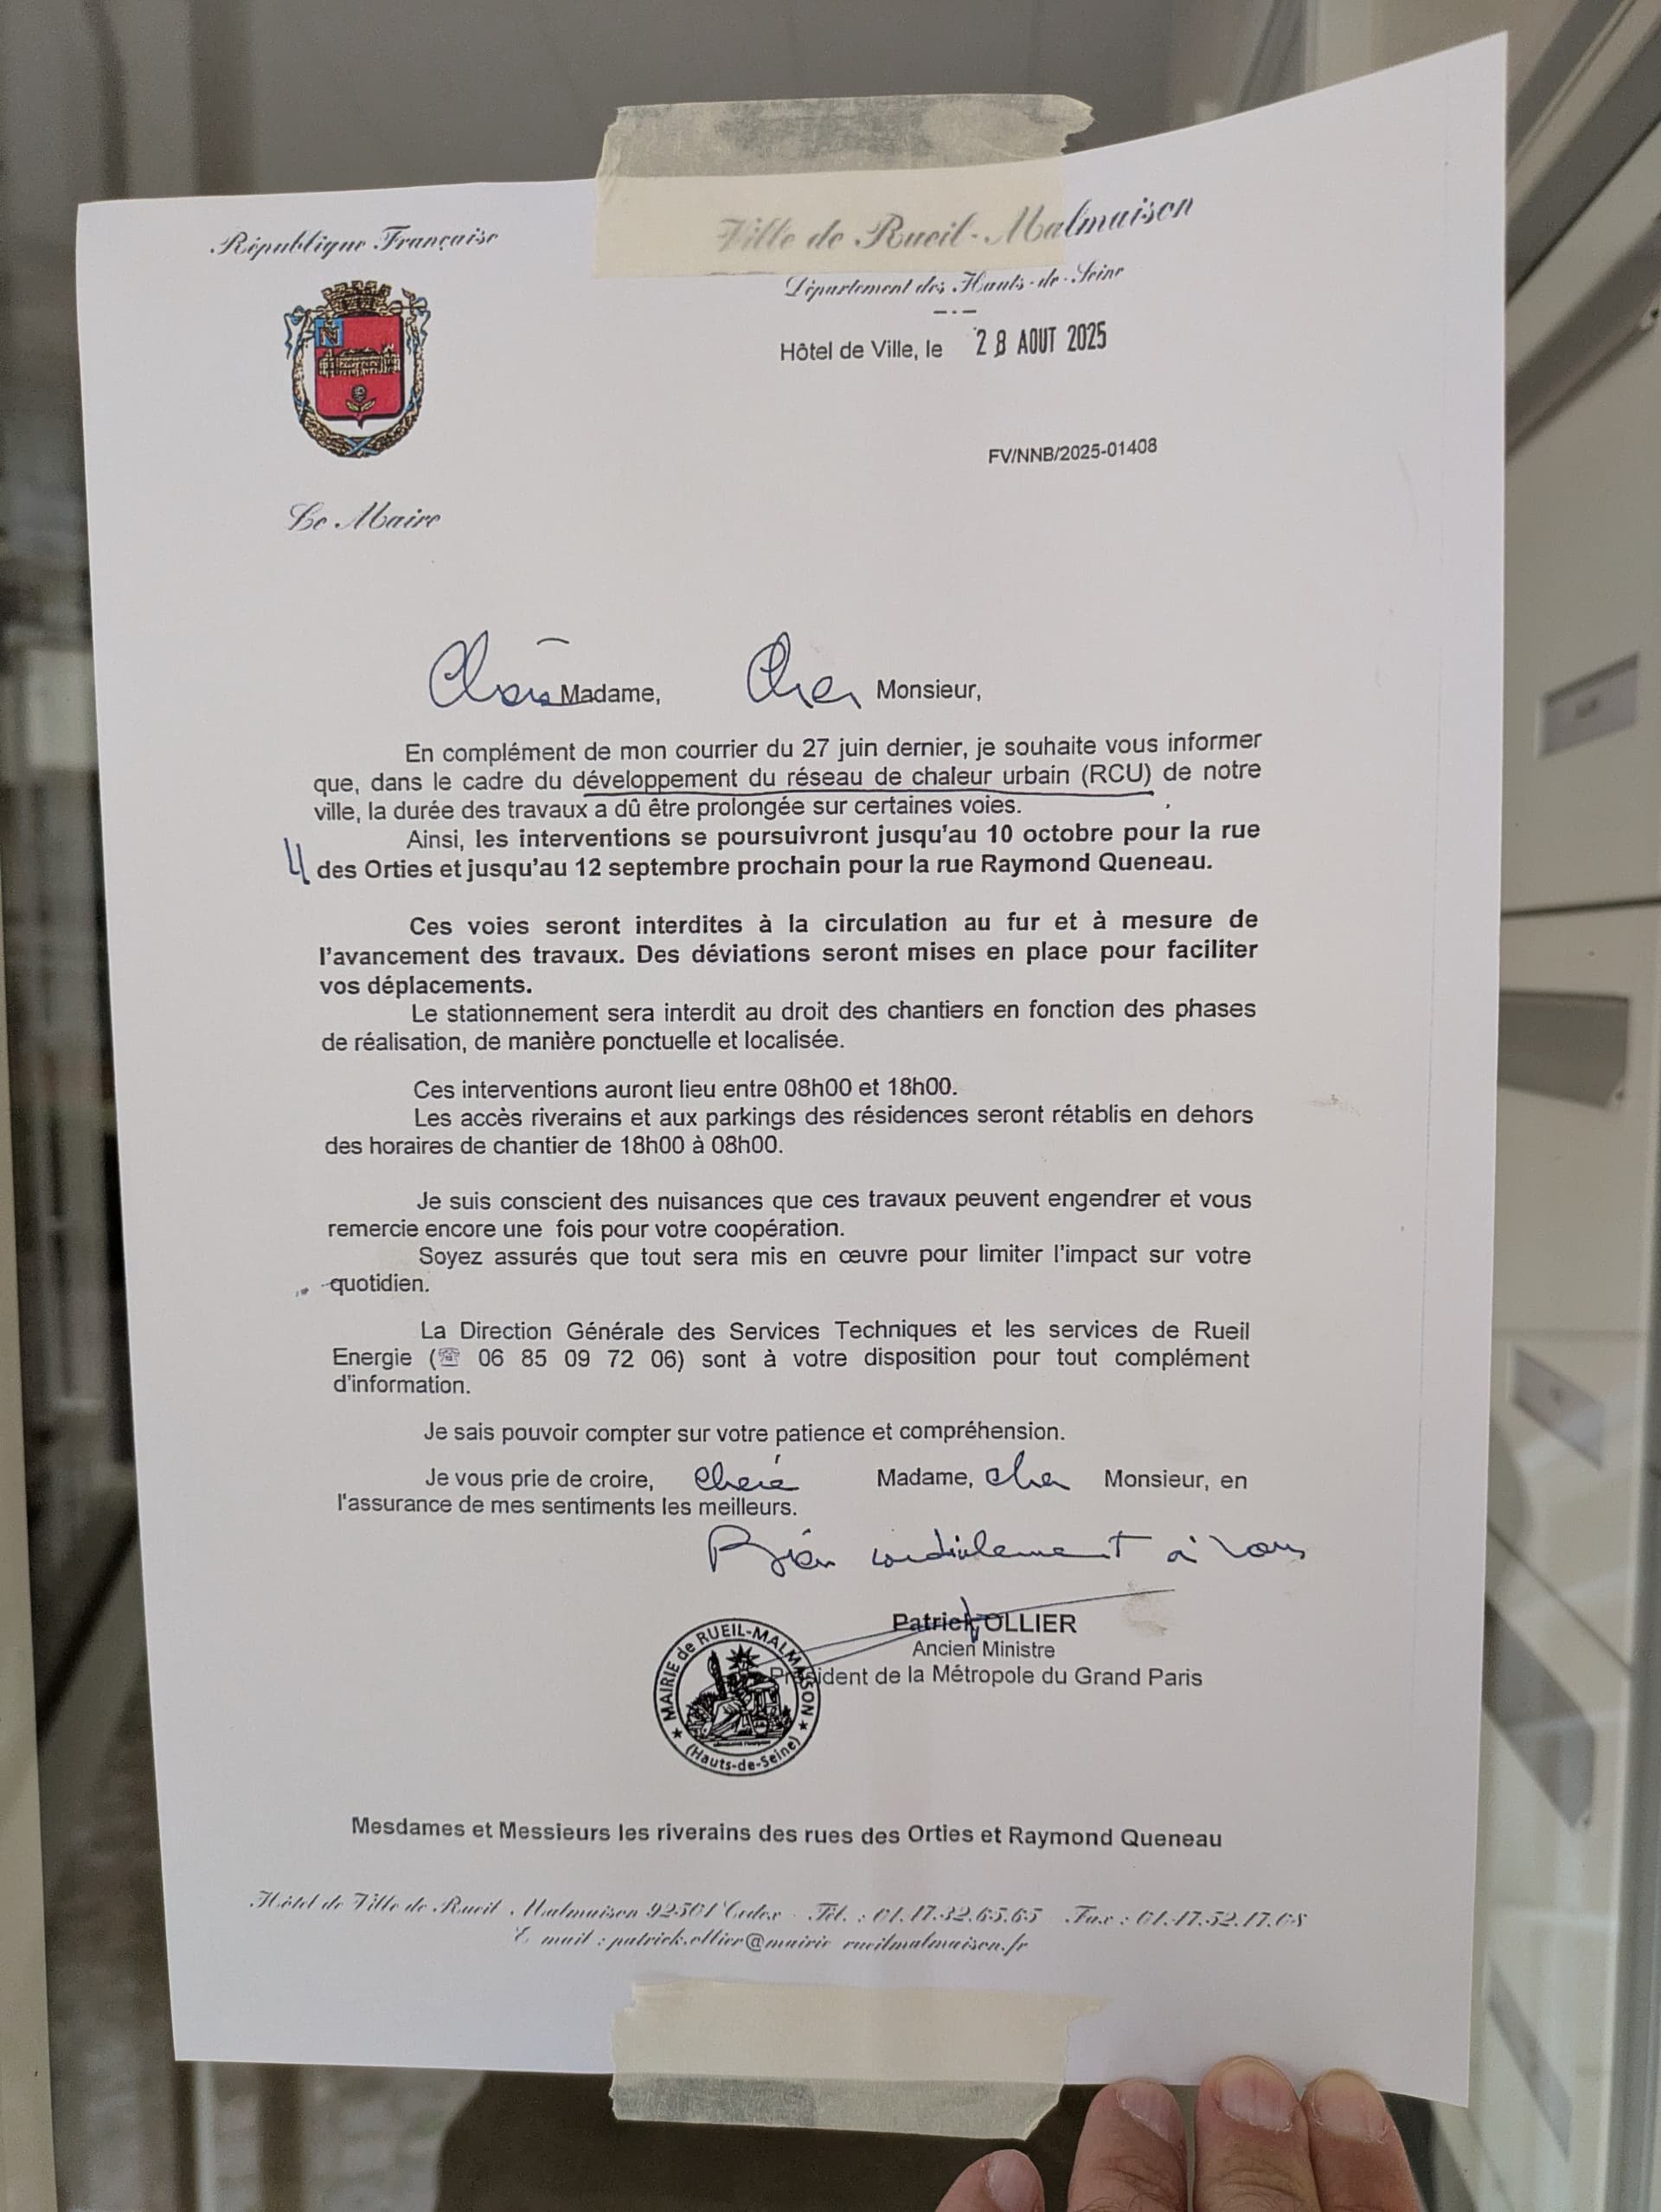 République Française
Ville de Rueil-Malmaison
Département des Hauts-de-Seine
Hôtel de Ville, le 28 AOUT 2025
FV/NNB/2025-01408
Le Maire
Chère Madame, Cher Monsieur,
En complément de mon courrier du 27 juin dernier, je souhaite vous informer
que, dans le cadre du développement du réseau de chaleur urbain (RCU) de notre
ville, la durée des travaux a dû être prolongée sur certaines voies.
Ainsi, les interventions se poursuivront jusqu'au 10 octobre pour la rue
des Orties et jusqu'au 12 septembre prochain pour la rue Raymond Queneau.
Ces voies seront interdites à la circulation au fur et à mesure de
l'avancement des travaux. Des déviations seront mises en place pour faciliter
vos déplacements.
Le stationnement sera interdit au droit des chantiers en fonction des phases
de réalisation, de manière ponctuelle et localisée.
Ces interventions auront lieu entre 08h00 et 18h00.
Les accès riverains et aux parkings des résidences seront rétablis en dehors
des horaires de chantier de 18h00 à 08h00.
Je suis conscient des nuisances que ces travaux peuvent engendrer et vous
remercie encore une fois pour votre coopération.
Soyez assurés que tout sera mis en œuvre pour limiter l'impact sur votre
quotidien.
La Direction Générale des Services Techniques et les services de Rueil
Energie (☏ 06 85 09 72 06) sont à votre disposition pour tout complément
d'information.
Je sais pouvoir compter sur votre patience et compréhension.
Je vous prie de croire, chère Madame, cher Monsieur, en
l'assurance de mes sentiments les meilleurs.
Bien cordialement à vous
Patrick OLLIER
Ancien Ministre
Président de la Métropole du Grand Paris
MAIRIE de RUEIL-MALMAISON
(Hauts-de-Seine)
Mesdames et Messieurs les riverains des rues des Orties et Raymond Queneau
Hôtel de Ville de Rueil-Malmaison 92501 Cedex - Tél. : 01.47.32.65.65 Fax : 01.47.52.17.08
E-mail : patrick.ollier@mairie-rueilmalmaison.fr